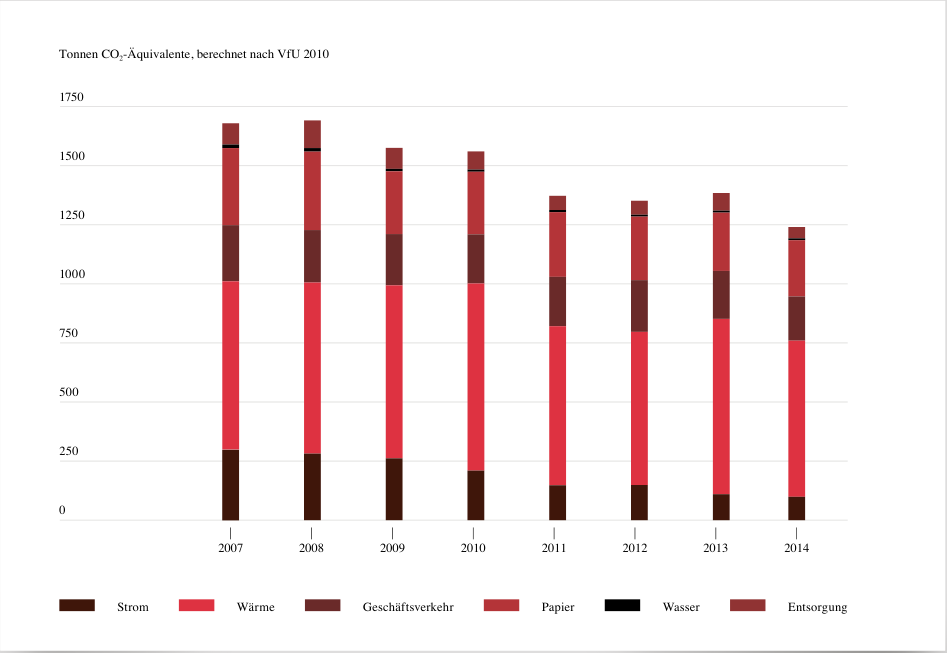 Tonnen CO₂-Äquivalente, berechnet nach VfU 2010
1750
1500
1250
1000
750
500
250
0
2007 2008 2009 2010 2011 2012 2013 2014
Strom Wärme Geschäftsverkehr Papier Wasser Entsorgung